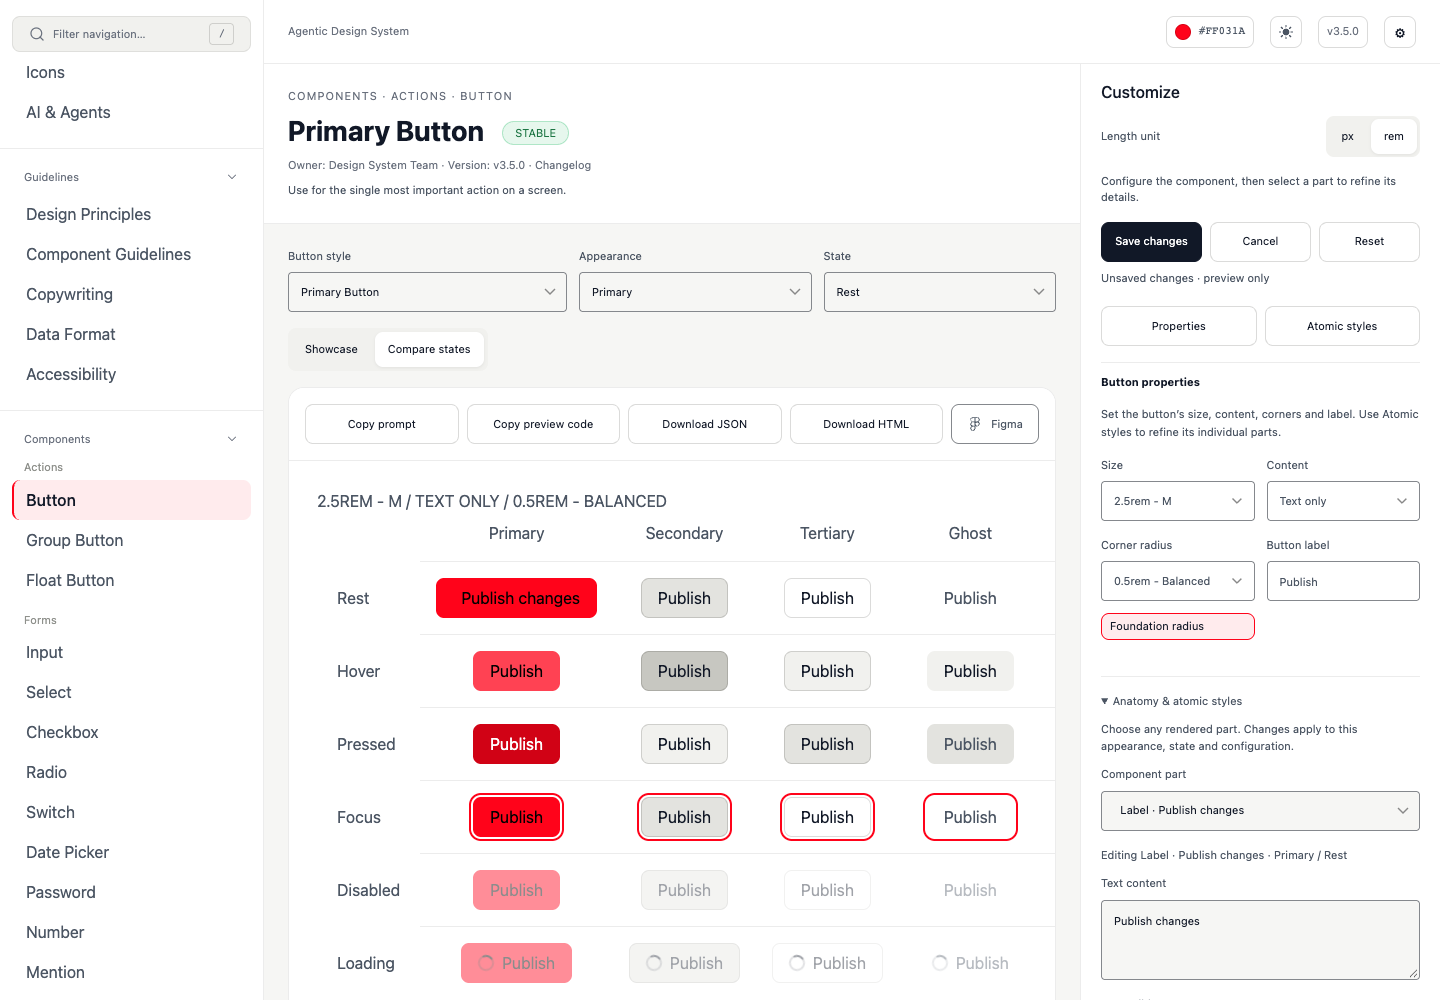 Filter navigation... /
Icons
AI & Agents
Guidelines
Design Principles
Component Guidelines
Copywriting
Data Format
Accessibility
Components
Actions
Button
Group Button
Float Button
Forms
Input
Select
Checkbox
Radio
Switch
Date Picker
Password
Number
Mention
Agentic Design System
#FF031A
v3.5.0
COMPONENTS · ACTIONS · BUTTON
Primary Button STABLE
Owner: Design System Team · Version: v3.5.0 · Changelog
Use for the single most important action on a screen.
Button style Appearance State
Primary Button Primary Rest
Showcase Compare states
Copy prompt Copy preview code Download JSON Download HTML Figma
2.5REM - M / TEXT ONLY / 0.5REM - BALANCED
Primary Secondary Tertiary Ghost
Rest Publish changes Publish Publish Publish
Hover Publish Publish Publish Publish
Pressed Publish Publish Publish Publish
Focus Publish Publish Publish Publish
Disabled Publish Publish Publish Publish
Loading Publish Publish Publish Publish
Customize
Length unit px rem
Configure the component, then select a part to refine its
details.
Save changes Cancel Reset
Unsaved changes · preview only
Properties Atomic styles
Button properties
Set the button's size, content, corners and label. Use Atomic
styles to refine its individual parts.
Size Content
2.5rem - M Text only
Corner radius Button label
0.5rem - Balanced Publish
Foundation radius
Anatomy & atomic styles
Choose any rendered part. Changes apply to this
appearance, state and configuration.
Component part
Label · Publish changes
Editing Label · Publish changes · Primary / Rest
Text content
Publish changes